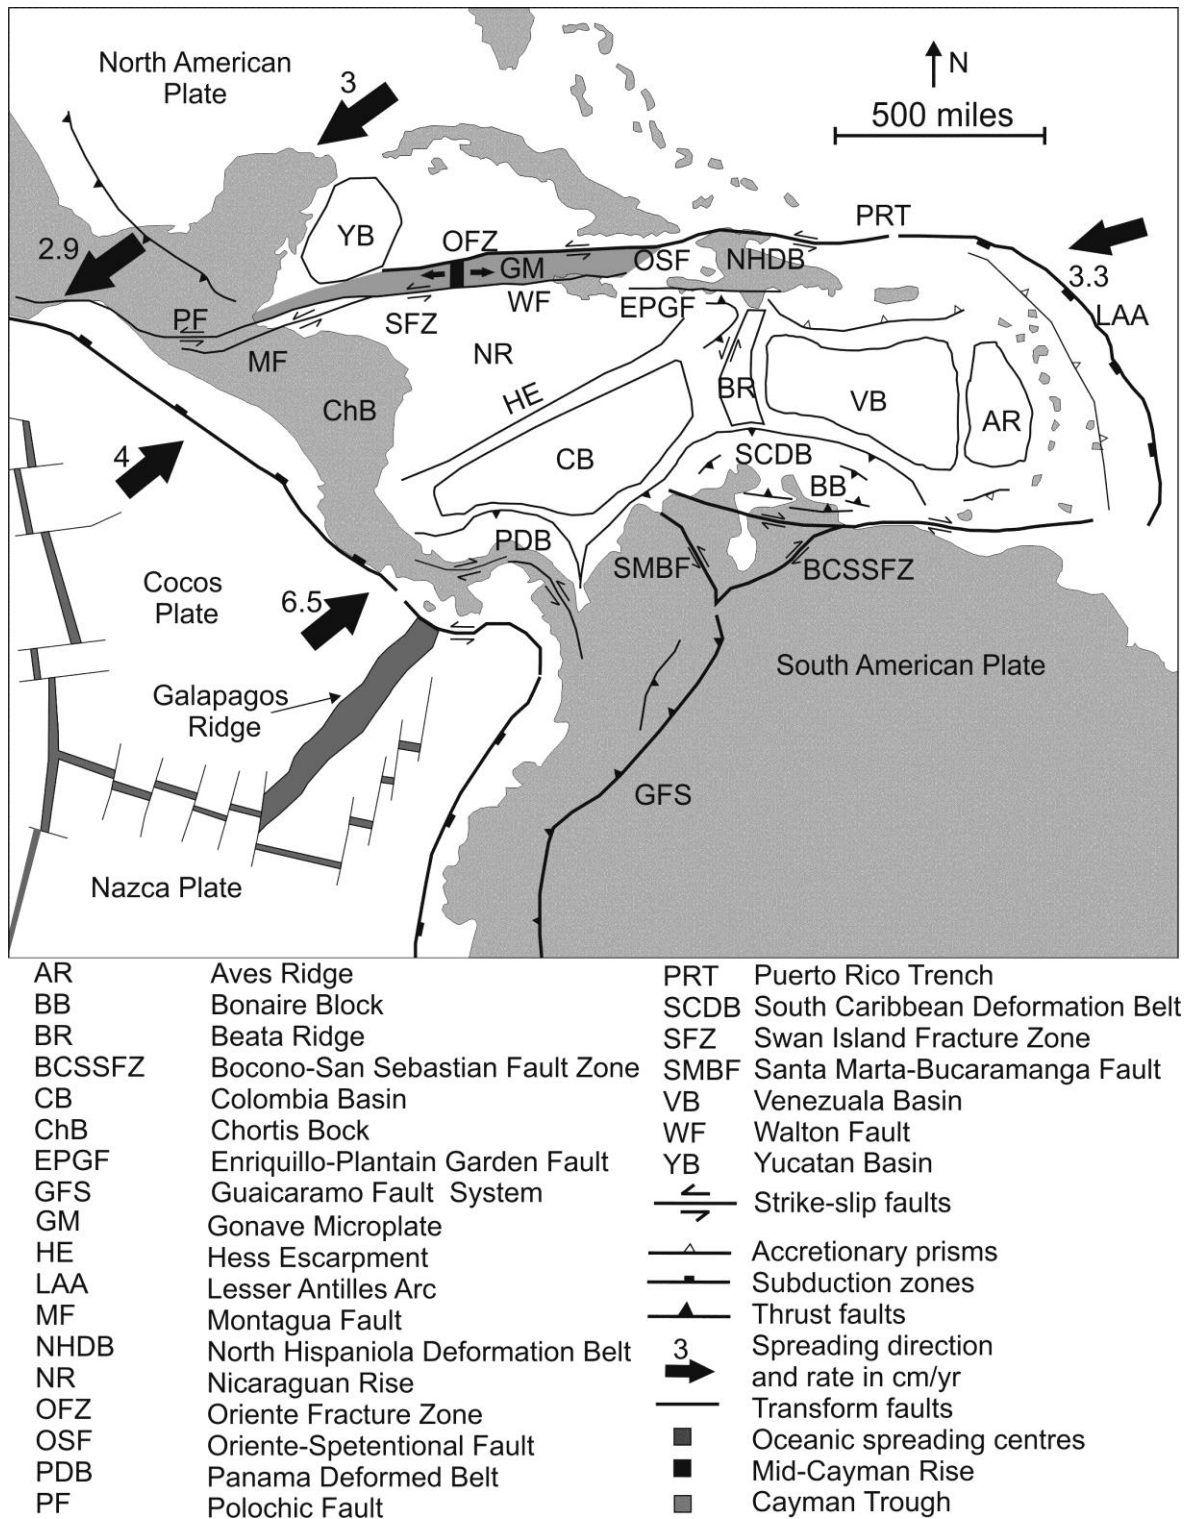 North American
Plate
3
N
500 miles
YB
OFZ
PRT
2.9
GM
OSF
NHDB
3.3
WF
EPGF
LAA
PF
SFZ
MF
NR
HE
BR
VB
AR
ChB
CB
SCDB
4
BB
PDB
SMBF
BCSSFZ
Cocos
Plate
6.5
South American Plate
Galapagos
Ridge
GFS
Nazca Plate
AR Aves Ridge
BB Bonaire Block
BR Beata Ridge
BCSSFZ Bocono-San Sebastian Fault Zone
CB Colombia Basin
ChB Chortis Bock
EPGF Enriquillo-Plantain Garden Fault
GFS Guaicaramo Fault System
GM Gonave Microplate
HE Hess Escarpment
LAA Lesser Antilles Arc
MF Montagua Fault
NHDB North Hispaniola Deformation Belt
NR Nicaraguan Rise
OFZ Oriente Fracture Zone
OSF Oriente-Spetentional Fault
PDB Panama Deformed Belt
PF Polochic Fault
PRT Puerto Rico Trench
SCDB South Caribbean Deformation Belt
SFZ Swan Island Fracture Zone
SMBF Santa Marta-Bucaramanga Fault
VB Venezuala Basin
WF Walton Fault
YB Yucatan Basin
Strike-slip faults
Accretionary prisms
Subduction zones
Thrust faults
3 Spreading direction
and rate in cm/yr
Transform faults
Oceanic spreading centres
Mid-Cayman Rise
Cayman Trough